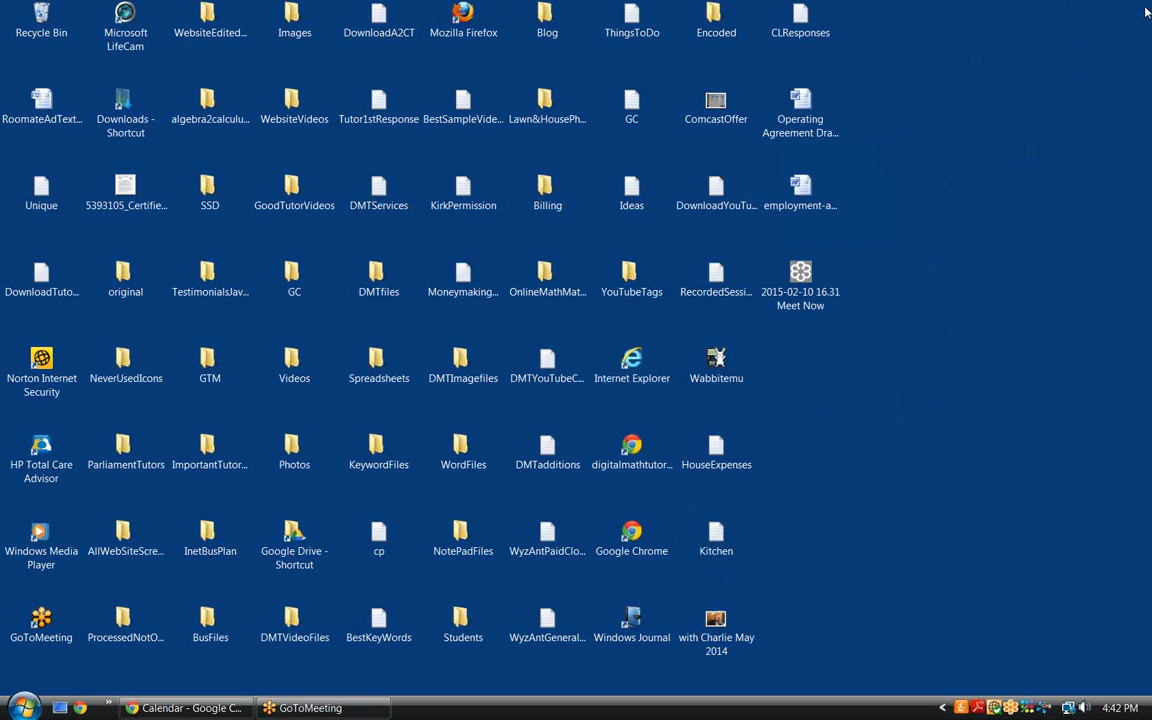 Recycle Bin
Microsoft
LifeCam
WebsiteEdited...
Images
DownloadA2CT
Mozilla Firefox
Blog
ThingsToDo
Encoded
CLResponses
RoomateAdText...
Downloads -
Shortcut
algebra2calculu...
WebsiteVideos
Tutor1stResponse
BestSampleVide...
Lawn&HousePh...
GC
ComcastOffer
Operating
Agreement Dra...
Unique
5393105_Certifie...
SSD
GoodTutorVideos
DMTServices
KirkPermission
Billing
Ideas
DownloadYouTu...
employment-a...
DownloadTuto...
original
TestimonialsJav...
GC
DMTfiles
Moneymaking...
OnlineMathMat...
YouTubeTags
RecordedSessi...
2015-02-10 16.31
Meet Now
Norton Internet
Security
NeverUsedIcons
GTM
Videos
Spreadsheets
DMTImagefiles
DMTYouTubeC...
Internet Explorer
Wabbitemu
HP Total Care
Advisor
ParliamentTutors
ImportantTutor...
Photos
KeywordFiles
WordFiles
DMTadditions
digitalmathtutor...
HouseExpenses
Windows Media
Player
AllWebSiteScre...
InetBusPlan
Google Drive -
Shortcut
cp
NotePadFiles
WyzAntPaidClo...
Google Chrome
Kitchen
GoToMeeting
ProcessedNotO...
BusFiles
DMTVideoFiles
BestKeyWords
Students
WyzAntGeneral...
Windows Journal
with Charlie May
2014
Calendar - Google C...
GoToMeeting
4:42 PM